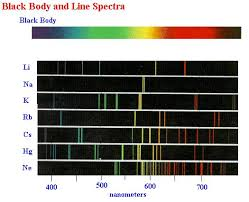 Black Body and Line Spectra
Black Body
Li
Na
K
Rb
Cs
Hg
Ne
400 500 600 700
nanometers